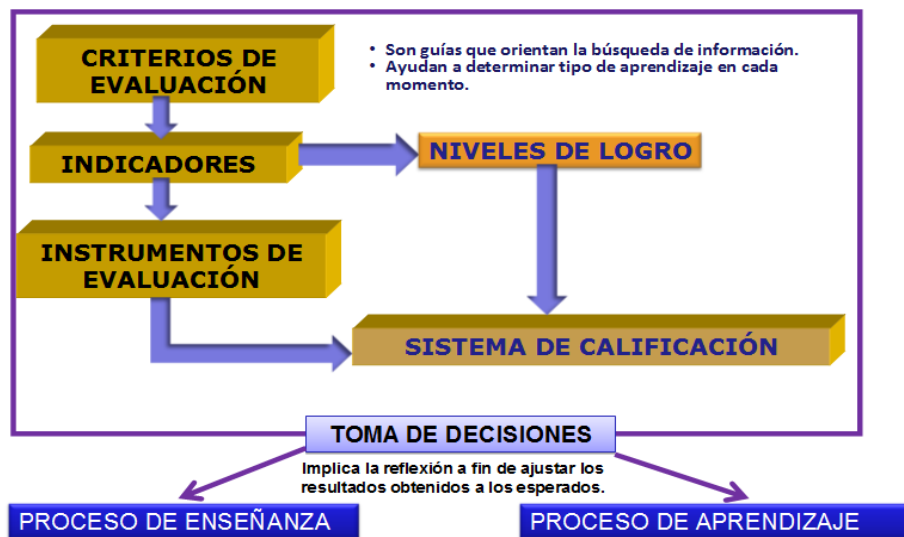 CRITERIOS DE
EVALUACIÓN
• Son guías que orientan la búsqueda de información.
• Ayudan a determinar tipo de aprendizaje en cada
momento.
INDICADORES
NIVELES DE LOGRO
INSTRUMENTOS DE
EVALUACIÓN
SISTEMA DE CALIFICACIÓN
TOMA DE DECISIONES
Implica la reflexión a fin de ajustar los
resultados obtenidos a los esperados.
PROCESO DE ENSEÑANZA
PROCESO DE APRENDIZAJE